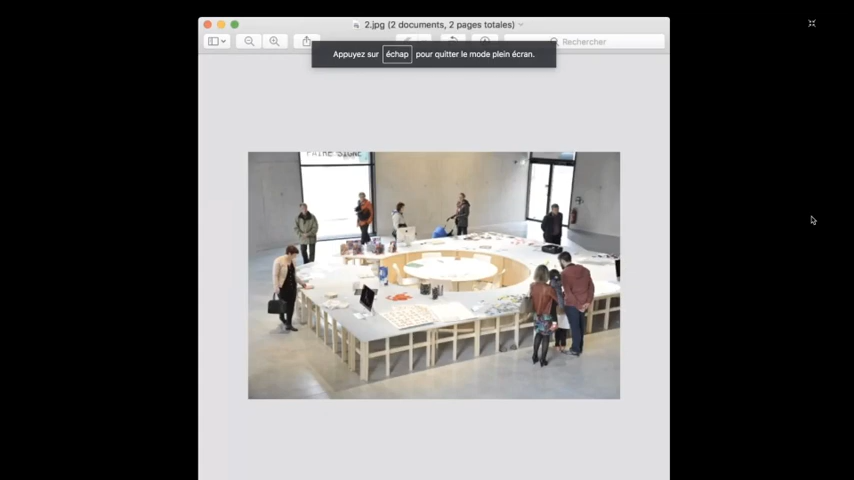 2.jpg (2 documents, 2 pages totales)
Rechercher
Appuyez sur échap pour quitter le mode plein écran.
FAIRE SIGNE